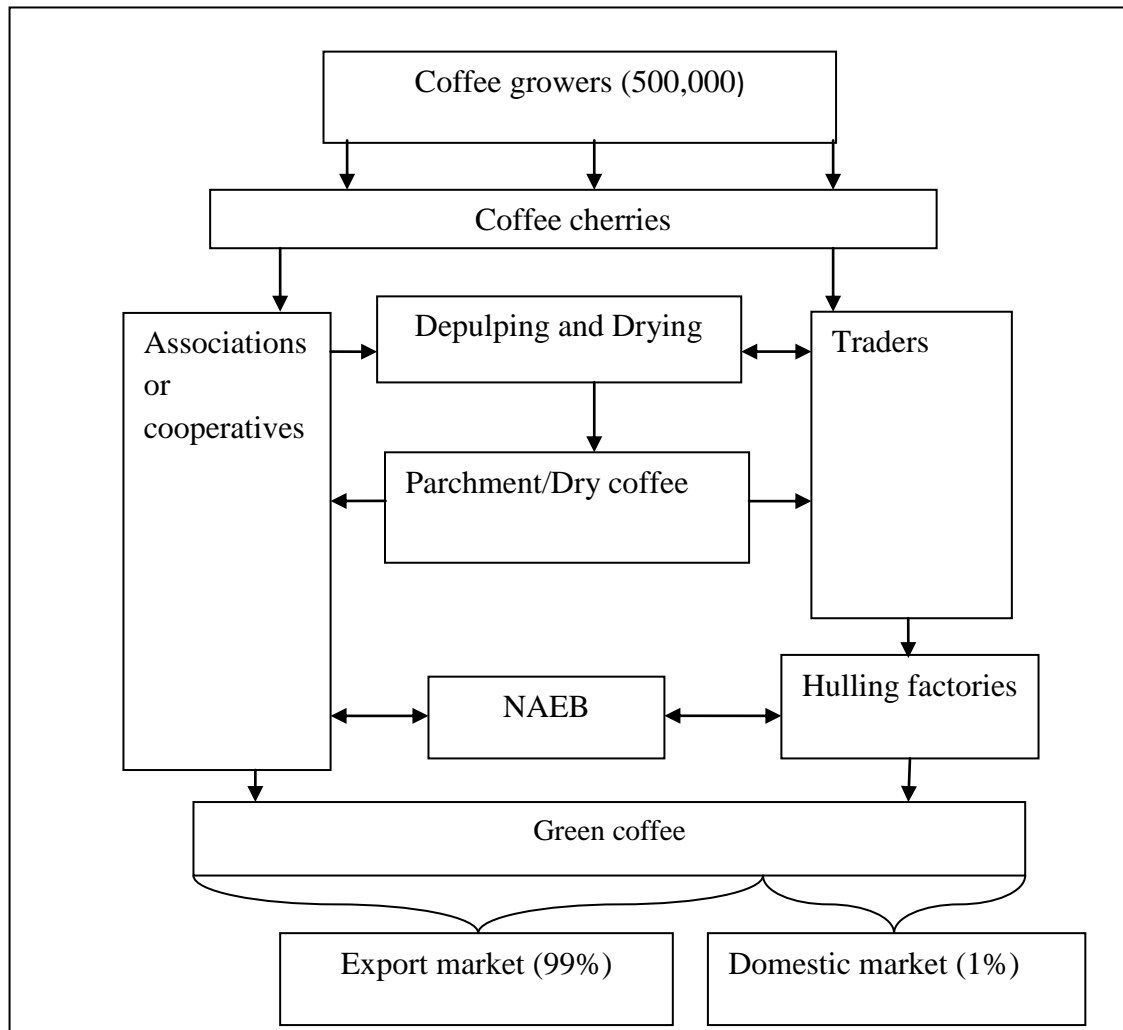 Coffee growers (500,000)
Coffee cherries
Associations
or
cooperatives
Depulping and Drying
Traders
Parchment/Dry coffee
NAEB
Hulling factories
Green coffee
Export market (99%)
Domestic market (1%)